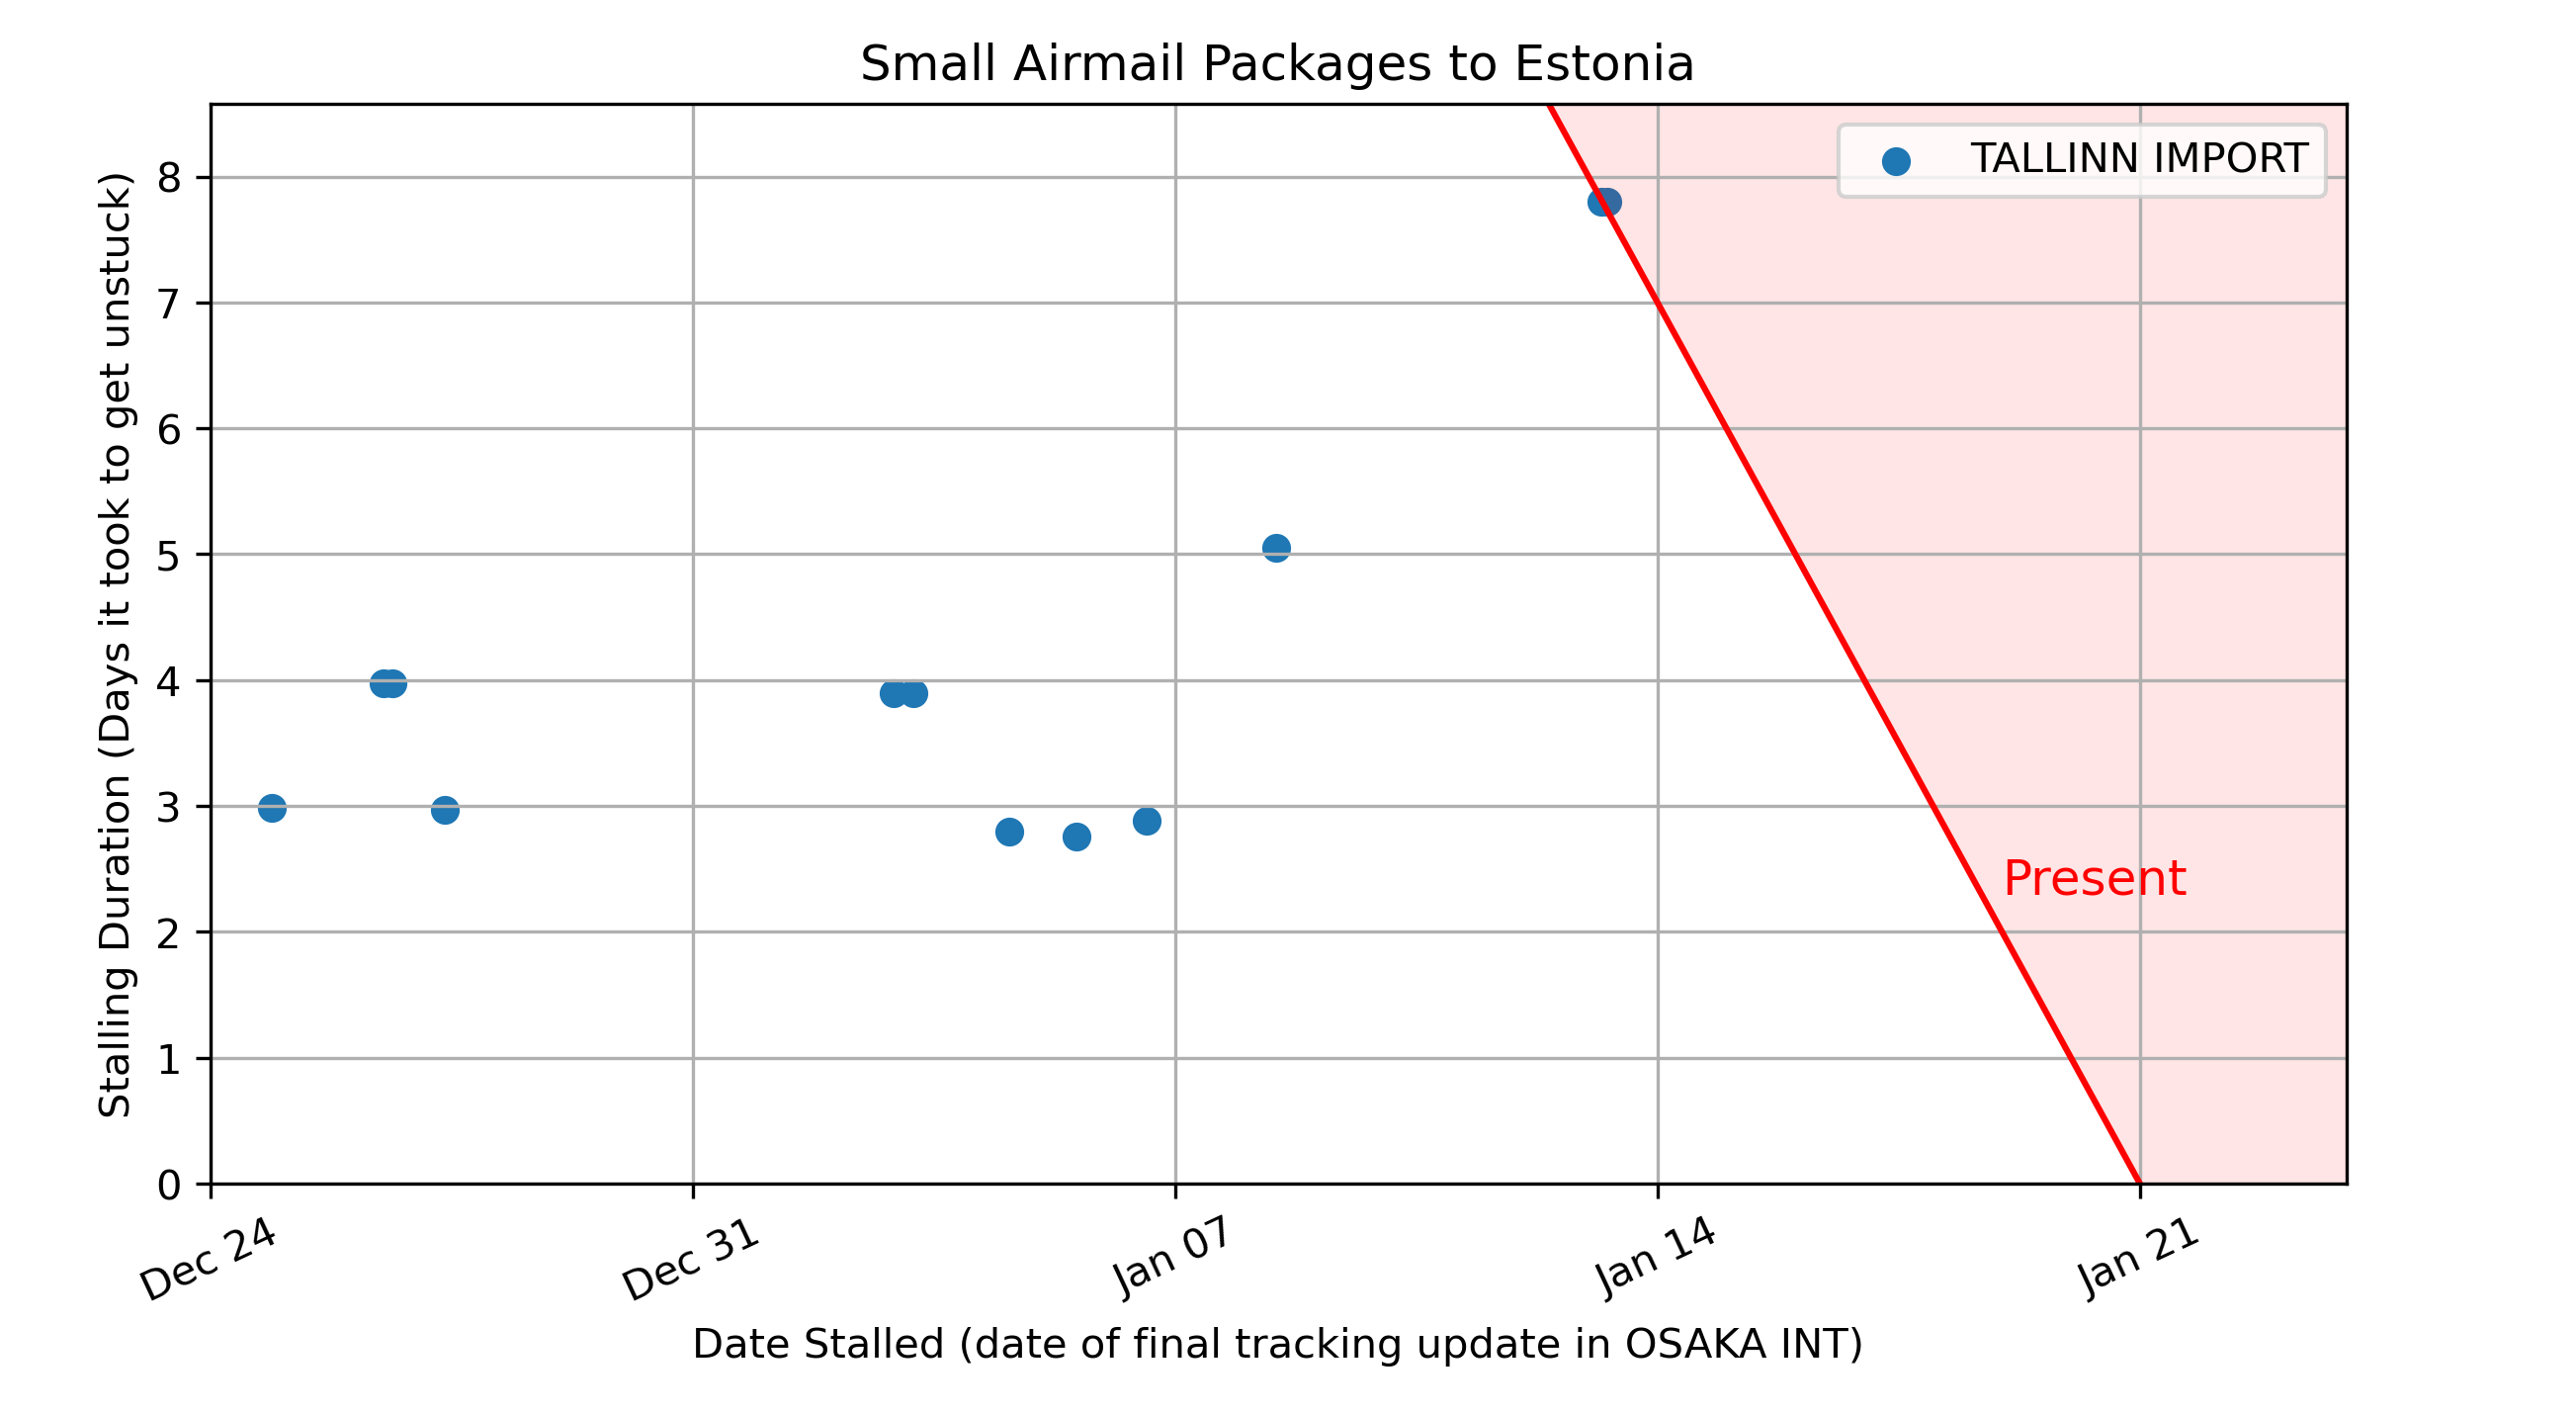 Small Airmail Packages to Estonia
Stalling Duration (Days it took to get unstuck)
8
7
6
5
4
3
2
1
0
TALLINN IMPORT
Present
Dec 24
Dec 31
Jan 07
Jan 14
Jan 21
Date Stalled (date of final tracking update in OSAKA INT)